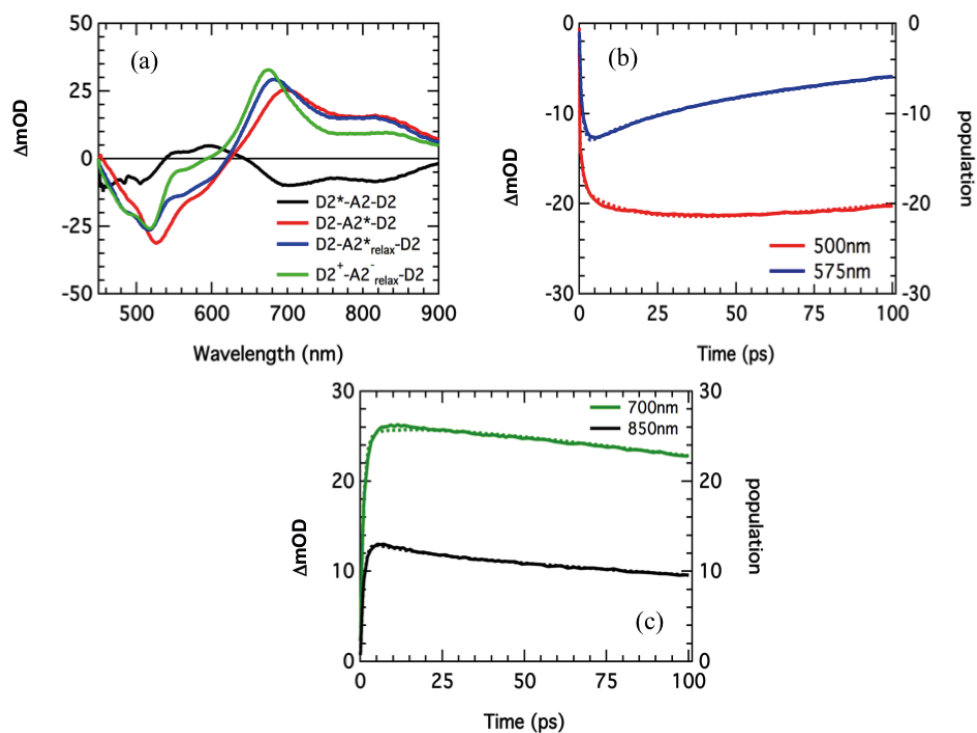 (a)
50
25
0
-25
-50
ΔmOD
500 600 700 800 900
Wavelength (nm)
D2*-A2-D2
D2-A2*-D2
D2-A2*relax-D2
D2+-A2-relax-D2
(b)
-0
-10
-20
-30
ΔmOD
0 25 50 75 100
Time (ps)
500nm
575nm
0
-10
-20
-30
population
30
20
10
0
ΔmOD
0 25 50 75 100
Time (ps)
700nm
850nm
(c)
30
20
10
0
population